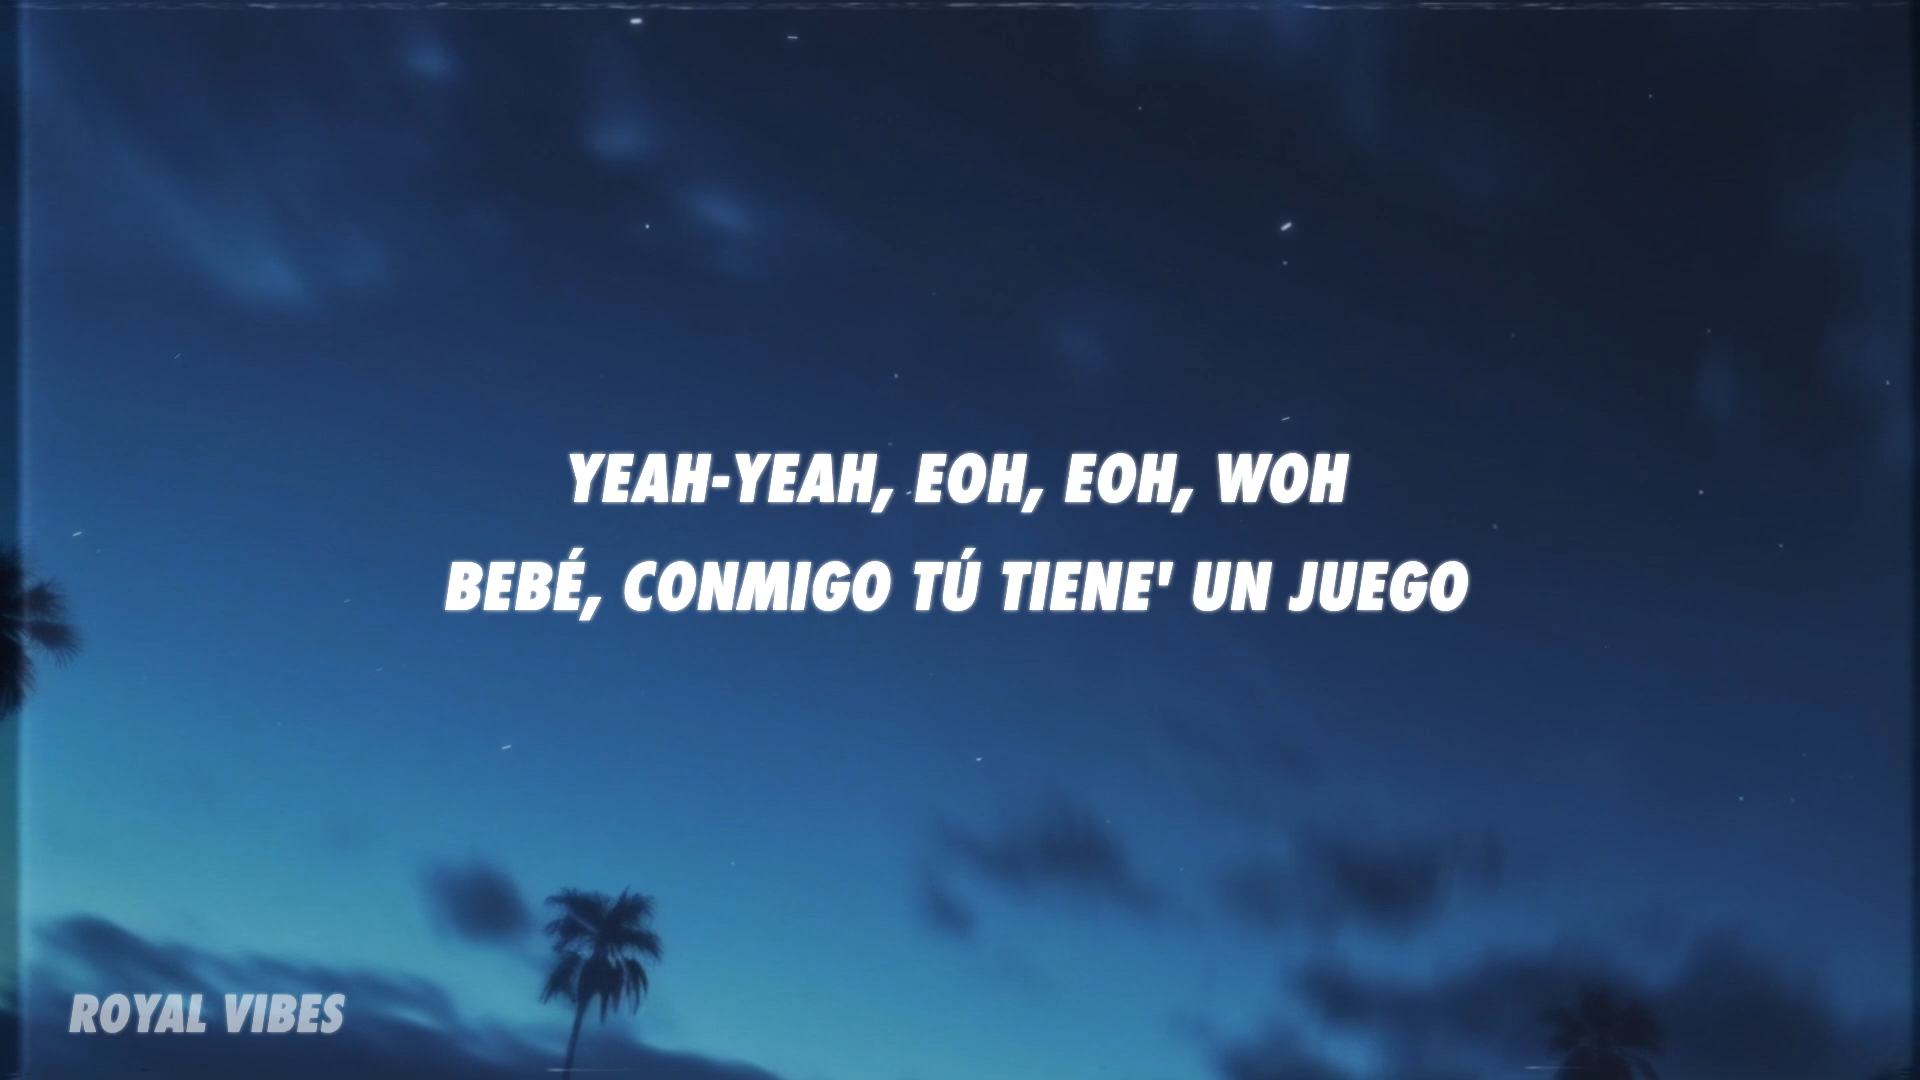 YEAH-YEAH, EOH, EOH, WOH
BEBÉ, CONMIGO TÚ TIENE' UN JUEGO
ROYAL VIBES